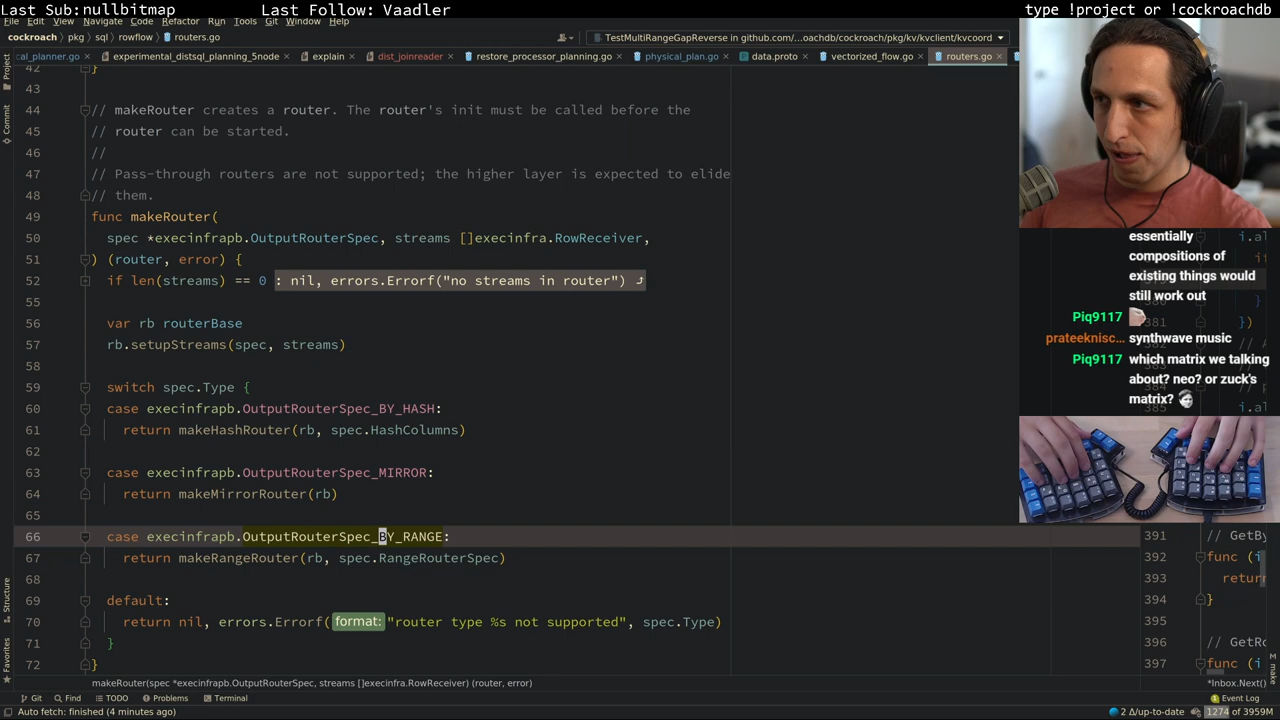 Last Sub:nullbitmap
Last Follow: Vaadler
type !project or !cockroachdb
File Edit View Navigate Code Refactor Run Tools Git Window Help
cockroach pkg sql rowflow routers.go
TestMultiRangeGapReverse in github.com/...oachdb/cockroach/pkg/kv/kvclient/kvcoord
cal_planner.go experimental_distsql_planning_5node explain dist_joinreader restore_processor_planning.go physical_plan.go data.proto vectorized_flow.go routers.go
42 }
43
44 // makeRouter creates a router. The router's init must be called before the
45 // router can be started.
46 //
47 // Pass-through routers are not supported; the higher layer is expected to elide
48 // them.
49 func makeRouter(
50 spec *execinfrapb.OutputRouterSpec, streams []execinfra.RowReceiver,
51 ) (router, error) {
52 if len(streams) == 0 : nil, errors.Errorf("no streams in router")
55
56 var rb routerBase
57 rb.setupStreams(spec, streams)
58
59 switch spec.Type {
60 case execinfrapb.OutputRouterSpec_BY_HASH:
61 return makeHashRouter(rb, spec.HashColumns)
62
63 case execinfrapb.OutputRouterSpec_MIRROR:
64 return makeMirrorRouter(rb)
65
66 case execinfrapb.OutputRouterSpec_BY_RANGE:
67 return makeRangeRouter(rb, spec.RangeRouterSpec)
68
69 default:
70 return nil, errors.Errorf( format: "router type %s not supported", spec.Type)
71 }
72 }
essentially
compositions of
existing things would
still work out
Piq9117
prateeknisc... synthwave music
Piq9117 which matrix we talking
about? neo? or zuck's
matrix?
i.al
if
})
i.al
391 // GetBy
392 func (i
393 return
394 }
395
396 // GetRo
397 func (i
makeRouter(spec *execinfrapb.OutputRouterSpec, streams []execinfra.RowReceiver) (router, error)
*Inbox.Next()
Project
Commit
Structure
Favorites
make
Git Find TODO Problems Terminal
Event Log
Auto fetch: finished (4 minutes ago)
2 Δ/up-to-date
1274 of 3959M